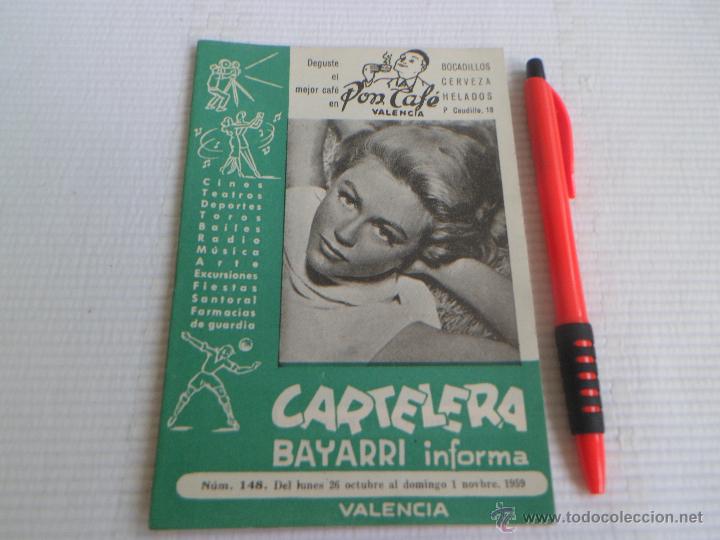 Deguste
el
mejor café
en
Pon Café
VALENCIA
BOCADILLOS
CERVEZA
HELADOS
P Caudillo, 18
Cines
Teatros
Deportes
Toros
Bailes
Radio
Música
Arte
Excursiones
Fiestas
Santoral
Farmacias
de guardia
CARTELERA
BAYARRI informa
Núm. 148. Del lunes 26 octubre al domingo 1 novbre. 1959
VALENCIA
www.todocoleccion.net